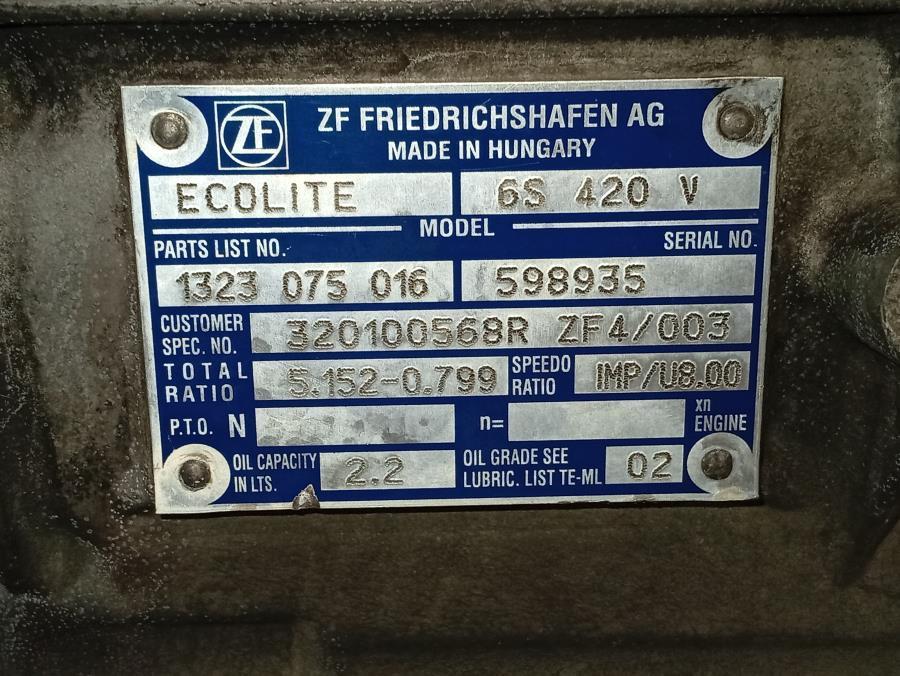 ZF
ZF FRIEDRICHSHAFEN AG
MADE IN HUNGARY
ECOLITE 6S 420 V
MODEL
PARTS LIST NO. SERIAL NO.
1323 075 016 598935
CUSTOMER
SPEC. NO. 320100568R ZF4/003
TOTAL
RATIO 5.152-0.799 SPEEDO
RATIO IMP/U8.00
P.T.O. N n= xn
ENGINE
OIL CAPACITY
IN LTS. 2.2 OIL GRADE SEE
LUBRIC. LIST TE-ML 02